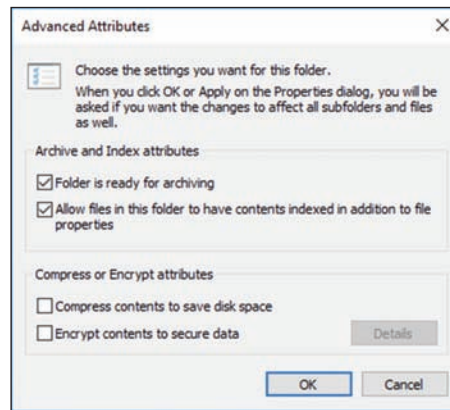 Advanced Attributes
Choose the settings you want for this folder.
When you click OK or Apply on the Properties dialog, you will be
asked if you want the changes to affect all subfolders and files
as well.
Archive and Index attributes
Folder is ready for archiving
Allow files in this folder to have contents indexed in addition to file
properties
Compress or Encrypt attributes
Compress contents to save disk space
Encrypt contents to secure data
Details
OK
Cancel